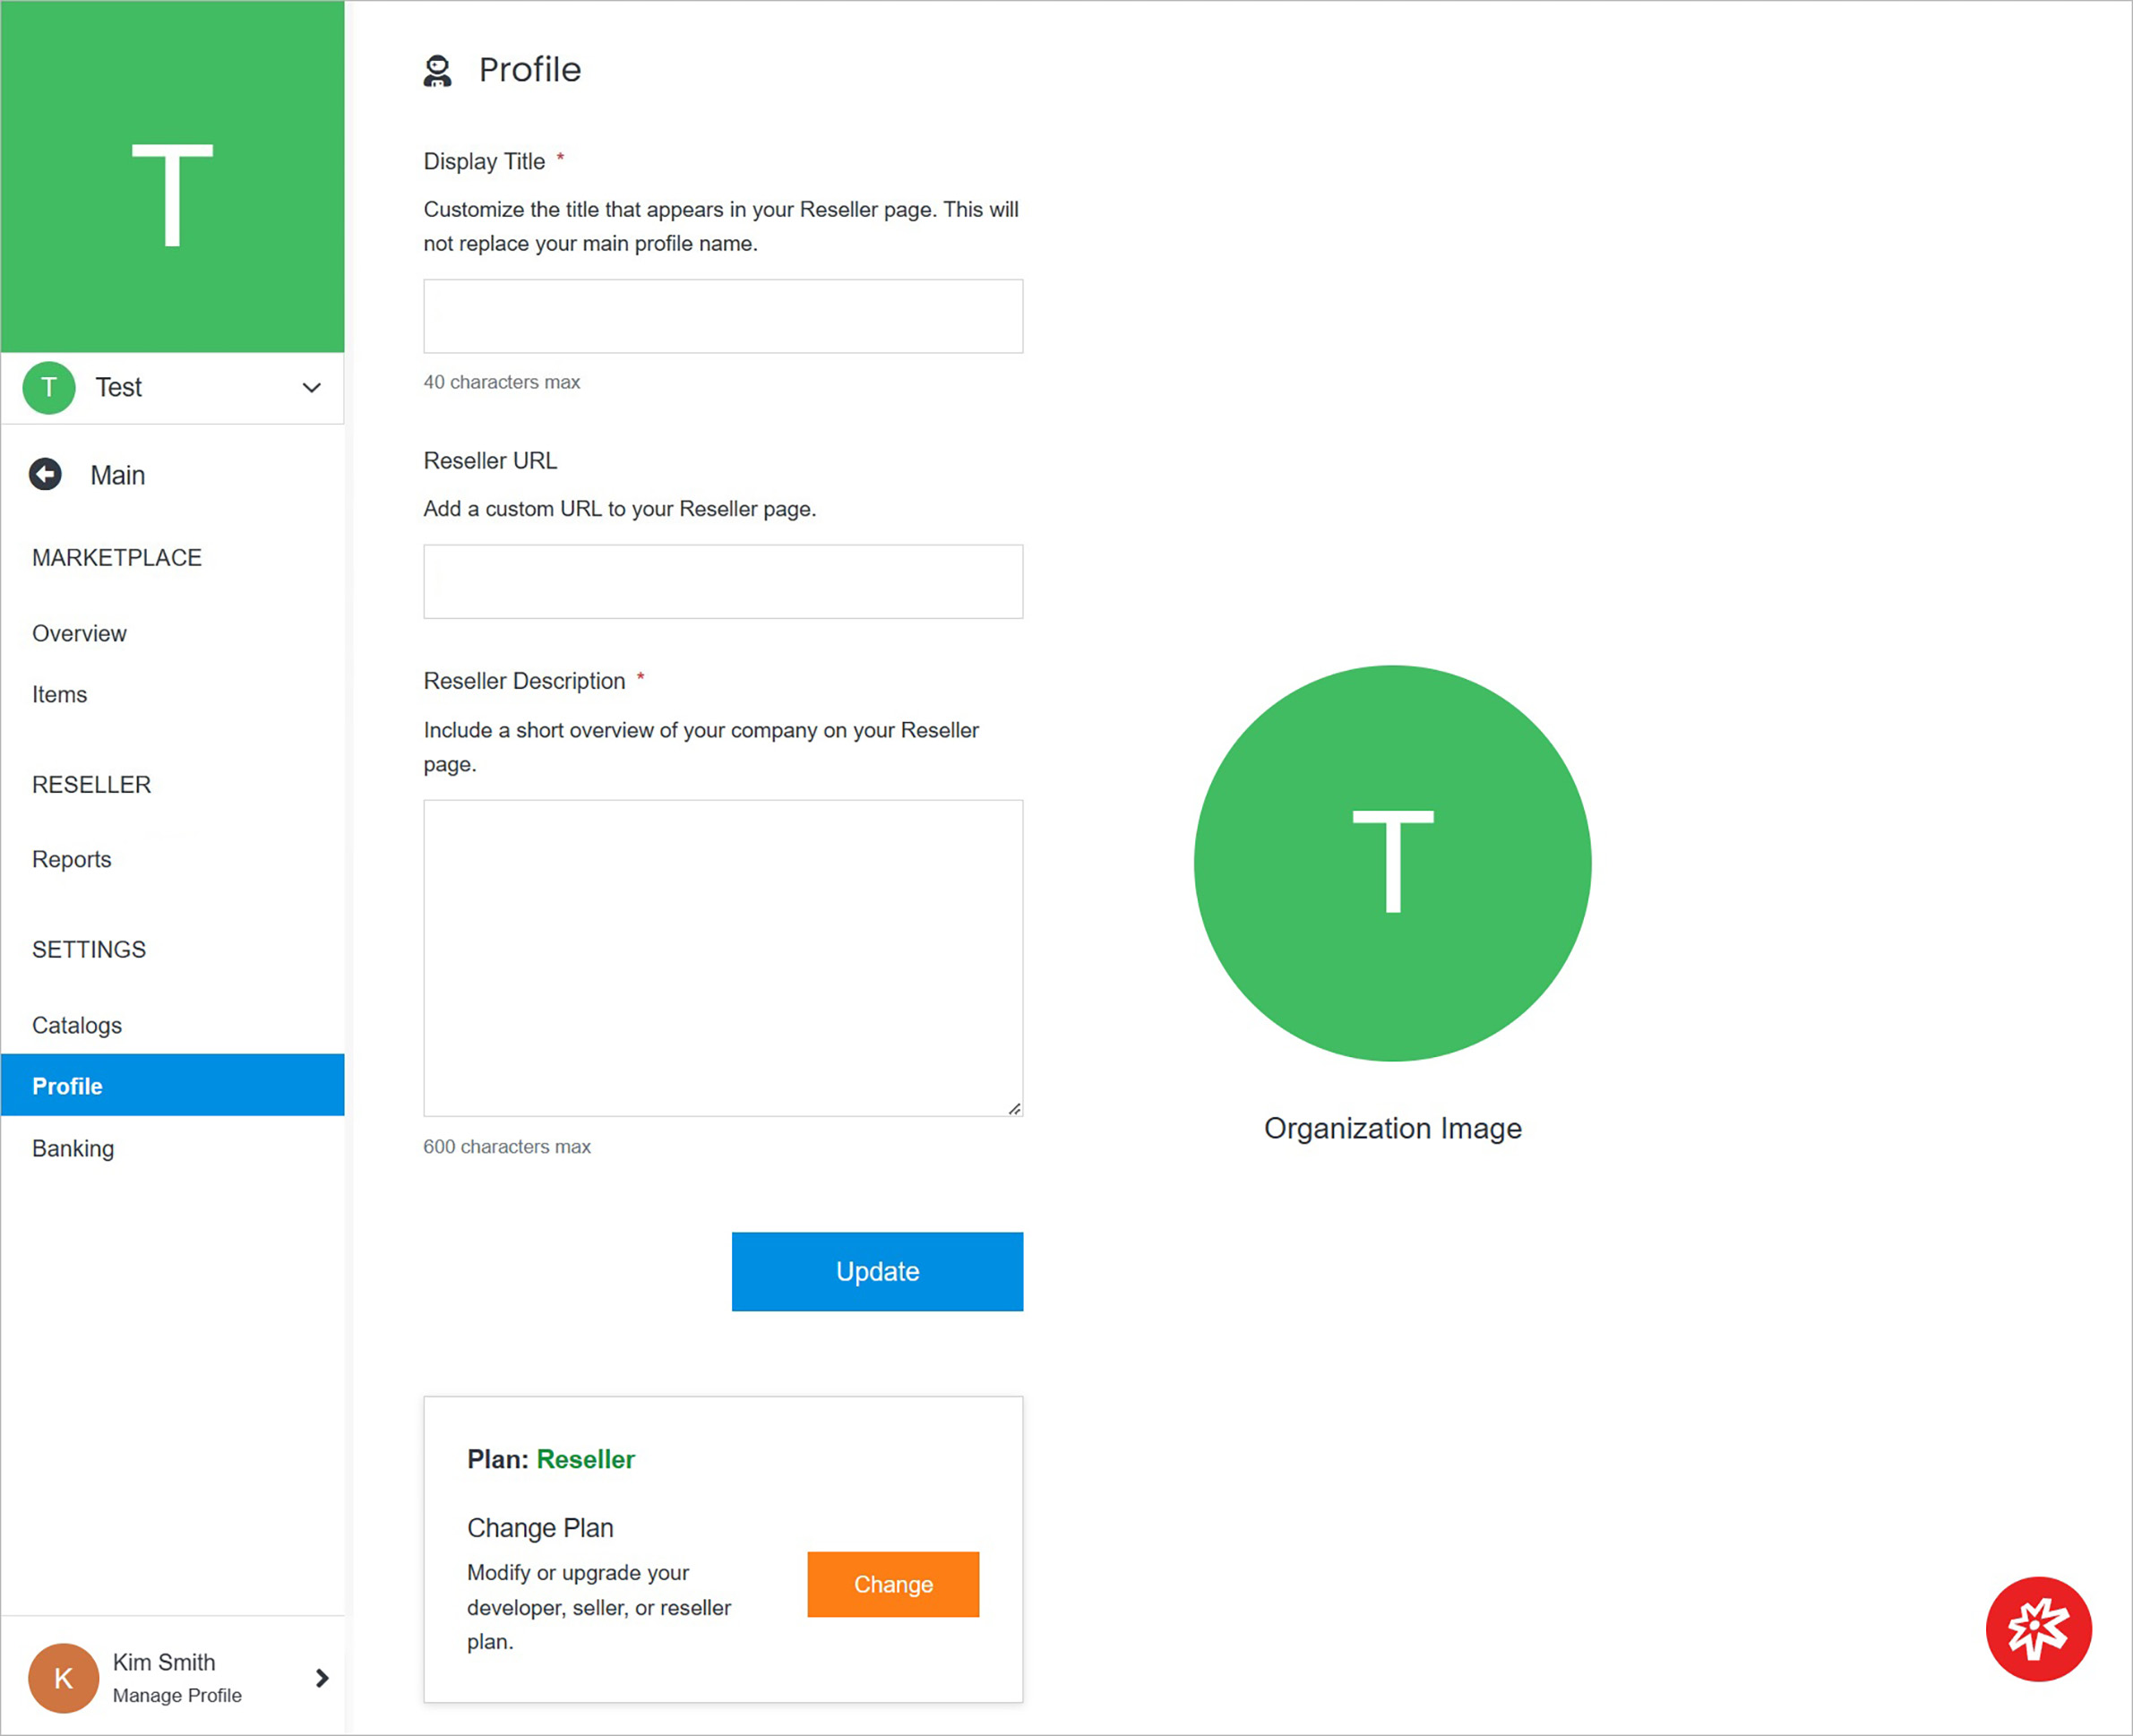 T
T
Test
Main
MARKETPLACE
Overview
Items
RESELLER
Reports
SETTINGS
Catalogs
Profile
Banking
K
Kim Smith
Manage Profile
Profile
Display Title *
Customize the title that appears in your Reseller page. This will
not replace your main profile name.
40 characters max
Reseller URL
Add a custom URL to your Reseller page.
Reseller Description *
Include a short overview of your company on your Reseller
page.
600 characters max
Update
Plan: Reseller
Change Plan
Modify or upgrade your
developer, seller, or reseller
plan.
Change
T
Organization Image